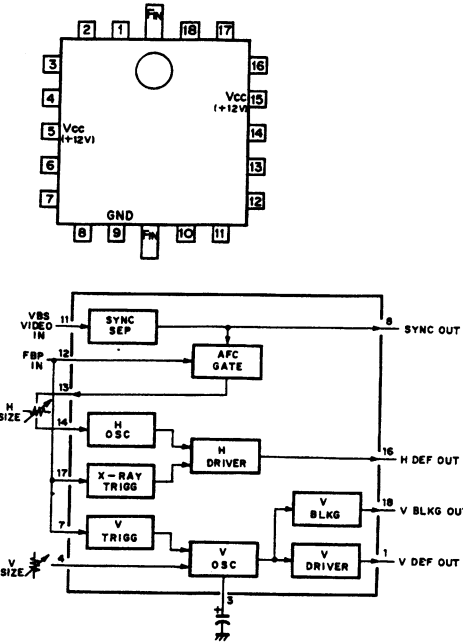 FIN
2 1 18 17
3 16
4 VCC 15
(+12V)
5 VCC
(+12V)
14
6 13
7 12
GND
8 9 FIN 10 11
VBS
VIDEO
IN
11
SYNC
SEP
8
SYNC OUT
FBP
IN
12
AFC
GATE
13
H
SIZE
14
H
OSC
H
DRIVER
16
H DEF OUT
17
X-RAY
TRIGG
18
V BLKG OUT
V
BLKG
7
V
TRIGG
V
SIZE
4
V
OSC
V
DRIVER
1
V DEF OUT
3
+